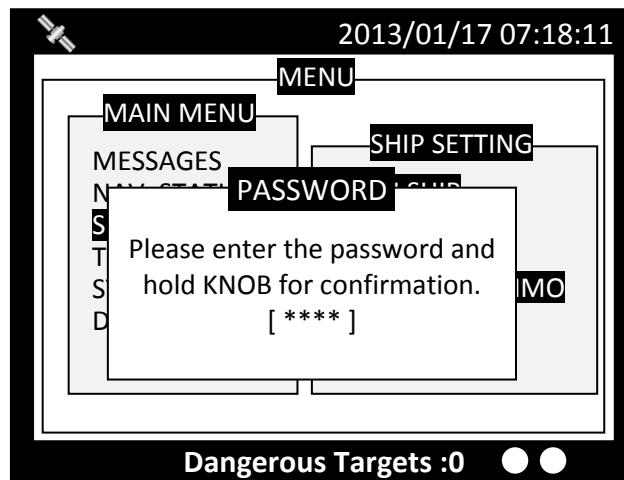 2013/01/17 07:18:11
MENU
MAIN MENU
SHIP SETTING
MESSAGES
PASSWORD
Please enter the password and
hold KNOB for confirmation.
[ **** ]
Dangerous Targets :0